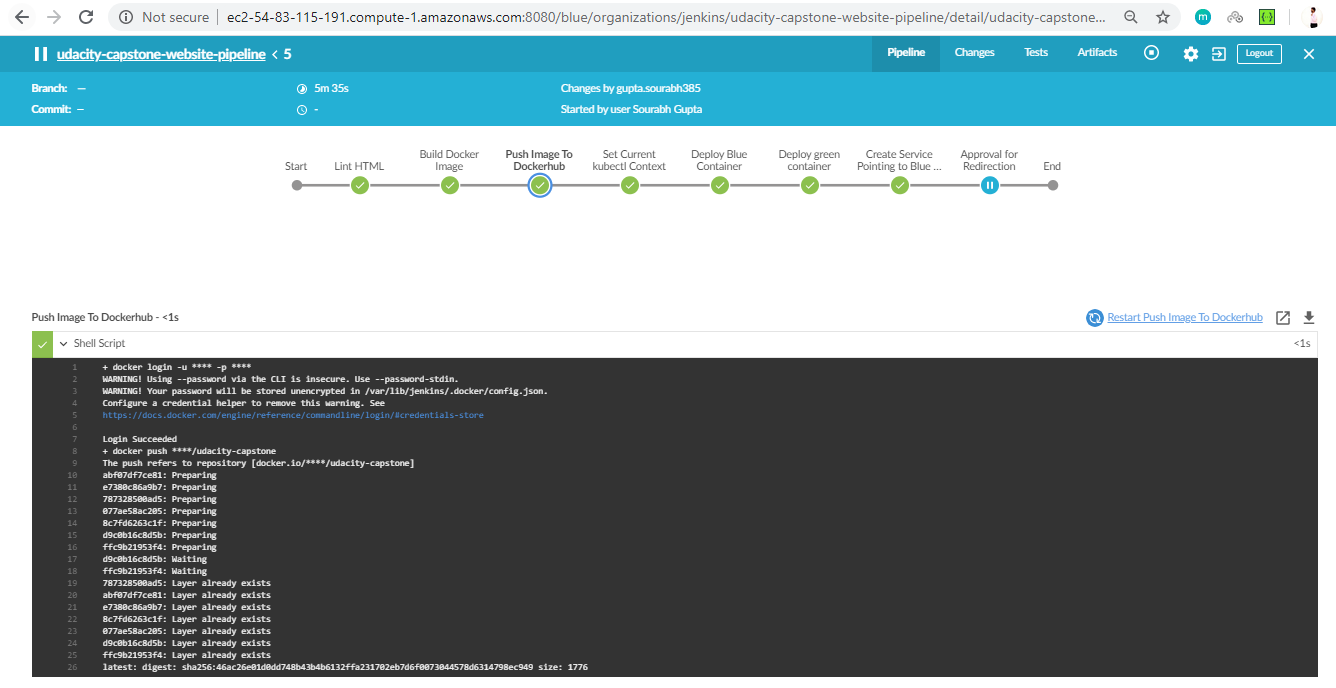 Not secure
ec2-54-83-115-191.compute-1.amazonaws.com:8080/blue/organizations/jenkins/udacity-capstone-website-pipeline/detail/udacity-capstone...
m
udacity-capstone-website-pipeline < 5
Pipeline
Changes
Tests
Artifacts
Logout
Branch: —
5m 35s
Changes by gupta.sourabh385
Commit: —
-
Started by user Sourabh Gupta
Start
Lint HTML
Build Docker
Image
Push Image To
Dockerhub
Set Current
kubectl Context
Deploy Blue
Container
Deploy green
container
Create Service
Pointing to Blue ...
Approval for
Redirection
End
Push Image To Dockerhub - <1s
Restart Push Image To Dockerhub
Shell Script
<1s
1 + docker login -u **** -p ****
2 WARNING! Using --password via the CLI is insecure. Use --password-stdin.
3 WARNING! Your password will be stored unencrypted in /var/lib/jenkins/.docker/config.json.
4 Configure a credential helper to remove this warning. See
5 https://docs.docker.com/engine/reference/commandline/login/#credentials-store
6
7 Login Succeeded
8 + docker push ****/udacity-capstone
9 The push refers to repository [docker.io/****/udacity-capstone]
10 abf07df7ce81: Preparing
11 e7380c86a9b7: Preparing
12 787328500ad5: Preparing
13 077ae58ac205: Preparing
14 8c7fd6263c1f: Preparing
15 d9c0b16c8d5b: Preparing
16 ffc9b21953f4: Preparing
17 d9c0b16c8d5b: Waiting
18 ffc9b21953f4: Waiting
19 787328500ad5: Layer already exists
20 abf07df7ce81: Layer already exists
21 e7380c86a9b7: Layer already exists
22 8c7fd6263c1f: Layer already exists
23 077ae58ac205: Layer already exists
24 d9c0b16c8d5b: Layer already exists
25 ffc9b21953f4: Layer already exists
26 latest: digest: sha256:46ac26e01d0dd748b43b4b6132ffa231702eb7d6f0073044578d6314798ec949 size: 1776